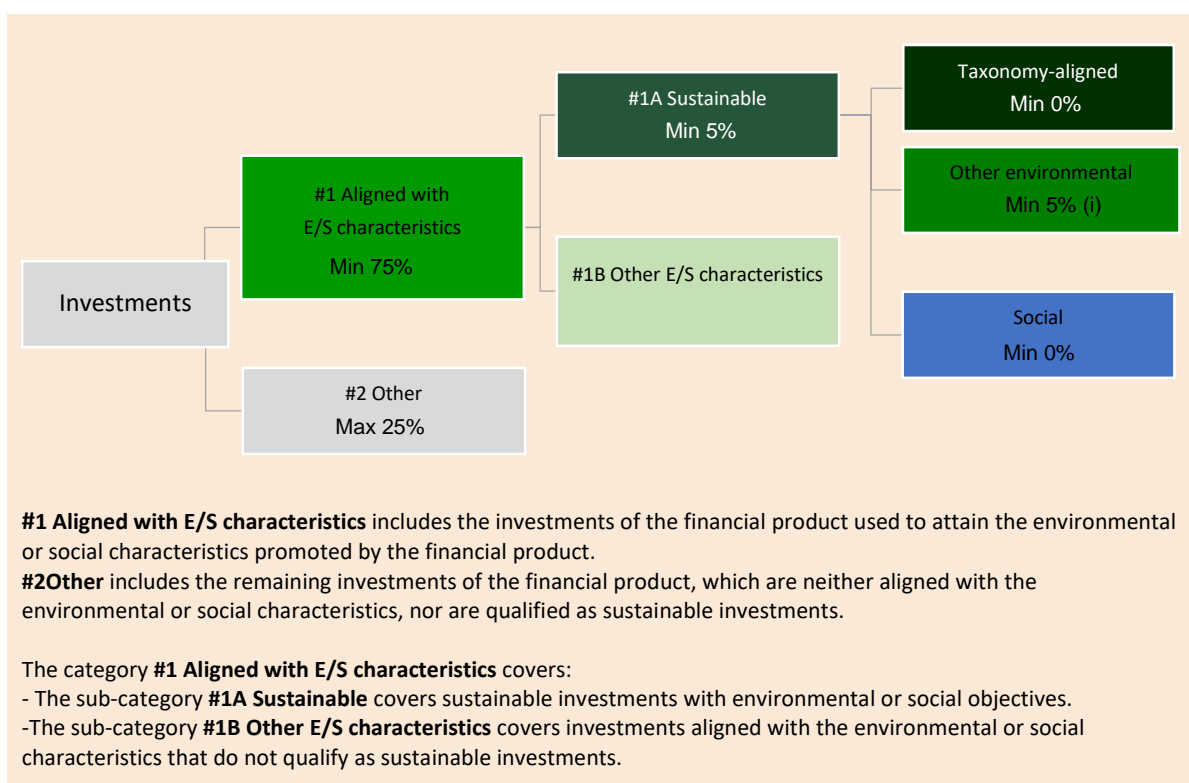 Investments
#1 Aligned with
E/S characteristics
Min 75%
#2 Other
Max 25%
#1A Sustainable
Min 5%
#1B Other E/S characteristics
Taxonomy-aligned
Min 0%
Other environmental
Min 5% (i)
Social
Min 0%
#1 Aligned with E/S characteristics includes the investments of the financial product used to attain the environmental
or social characteristics promoted by the financial product.
#2Other includes the remaining investments of the financial product, which are neither aligned with the
environmental or social characteristics, nor are qualified as sustainable investments.
The category #1 Aligned with E/S characteristics covers:
- The sub-category #1A Sustainable covers sustainable investments with environmental or social objectives.
-The sub-category #1B Other E/S characteristics covers investments aligned with the environmental or social
characteristics that do not qualify as sustainable investments.